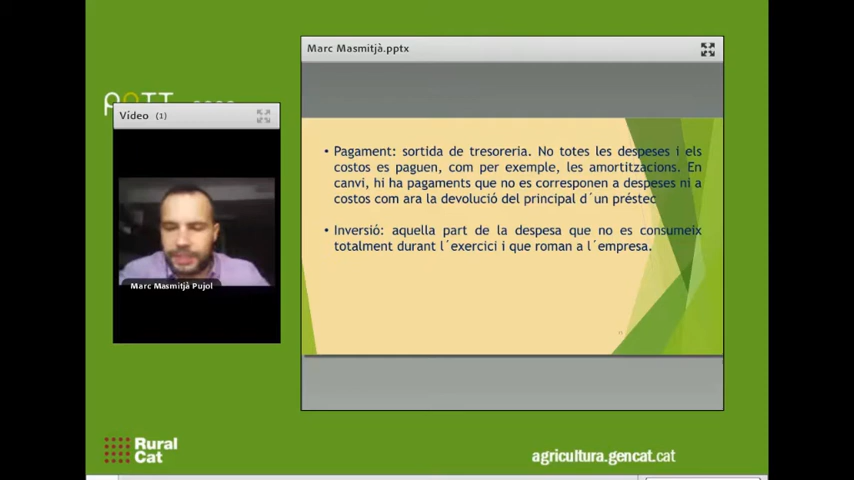 Marc Masmitjà.pptx
Vídeo (1)
Marc Masmitjà Pujol
• Pagament: sortida de tresoreria. No totes les despeses i els
costos es paguen, com per exemple, les amortitzacions. En
canvi, hi ha pagaments que no es corresponen a despeses ni a
costos com ara la devolució del principal d´un préstec
• Inversió: aquella part de la despesa que no es consumeix
totalment durant l´exercici i que roman a l´empresa.
Rural
Cat
agricultura.gencat.cat